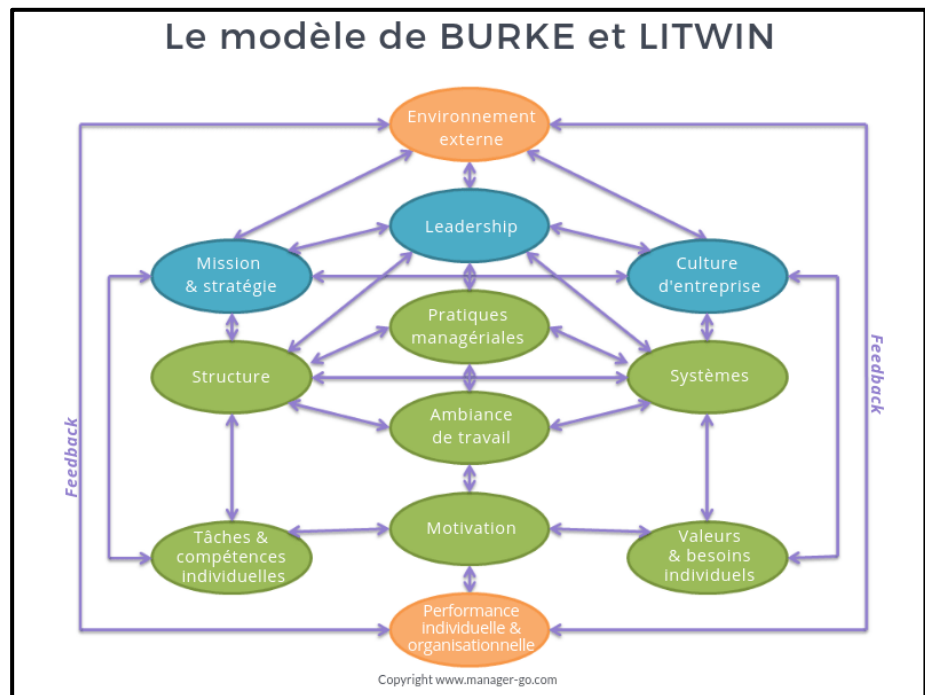 Le modèle de BURKE et LITWIN
Environnement
externe
Leadership
Mission
& stratégie
Culture
d'entreprise
Pratiques
managériales
Structure
Systèmes
Ambiance
de travail
Feedback
Feedback
Motivation
Tâches &
compétences
individuelles
Valeurs
& besoins
individuels
Performance
individuelle &
organisationnelle
Copyright www.manager-go.com